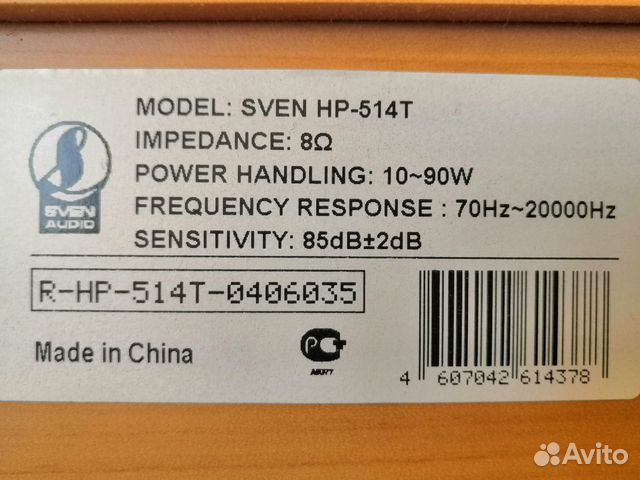 MODEL: SVEN HP-514T
IMPEDANCE: 8Ω
POWER HANDLING: 10~90W
FREQUENCY RESPONSE : 70Hz~20000Hz
SENSITIVITY: 85dB±2dB
SVEN
AUDIO
R-HP-514T-0406035
Made in China
4 607042 614378
Avito